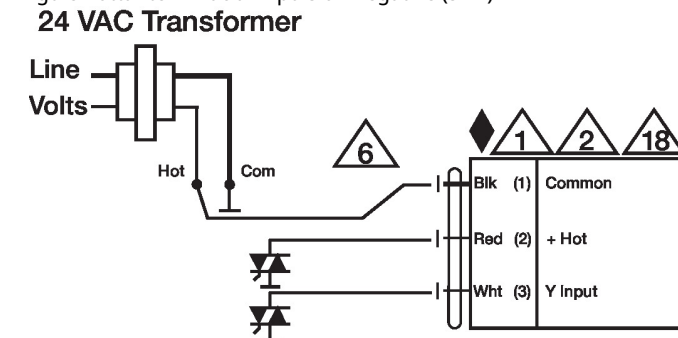 24 VAC Transformer
Line
Volts
Hot Com
6
1 2 18
Blk (1) Common
Red (2) + Hot
Wht (3) Y Input